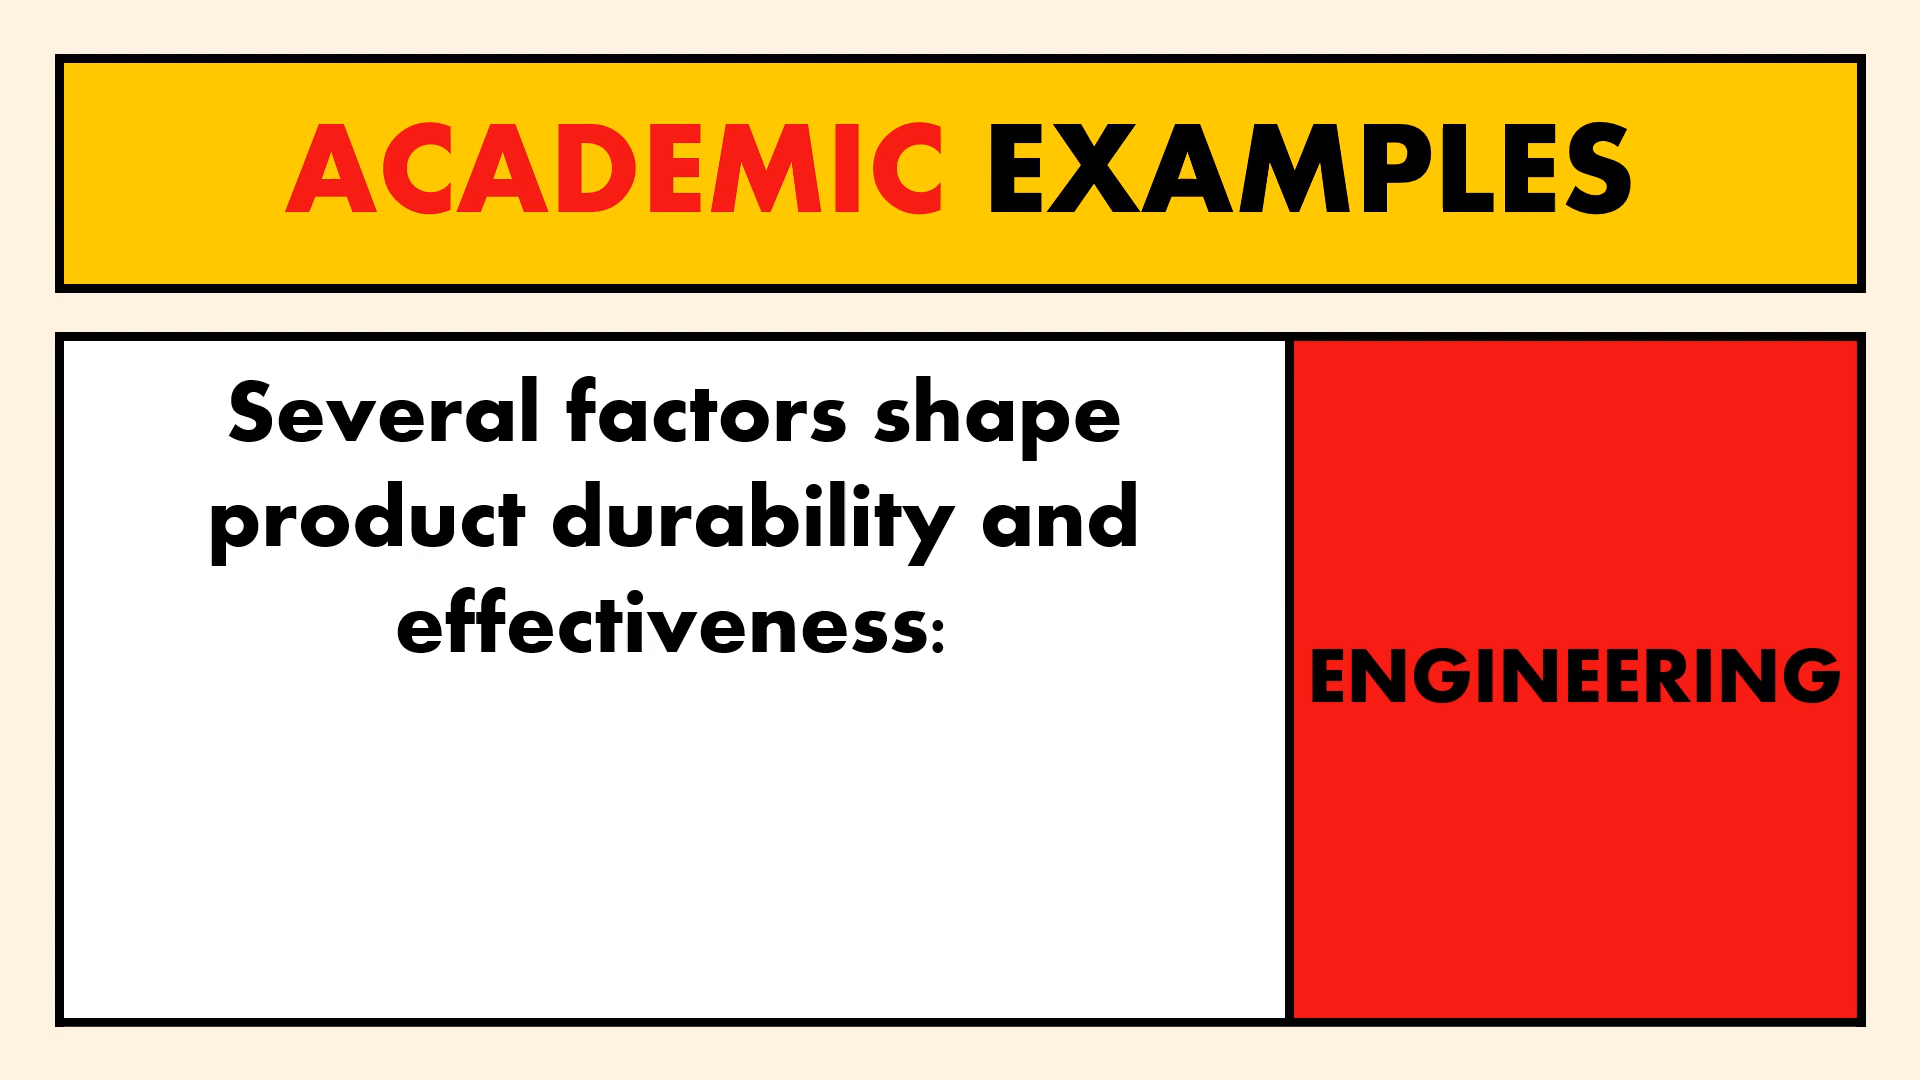 ACADEMIC EXAMPLES
Several factors shape
product durability and
effectiveness:
ENGINEERING